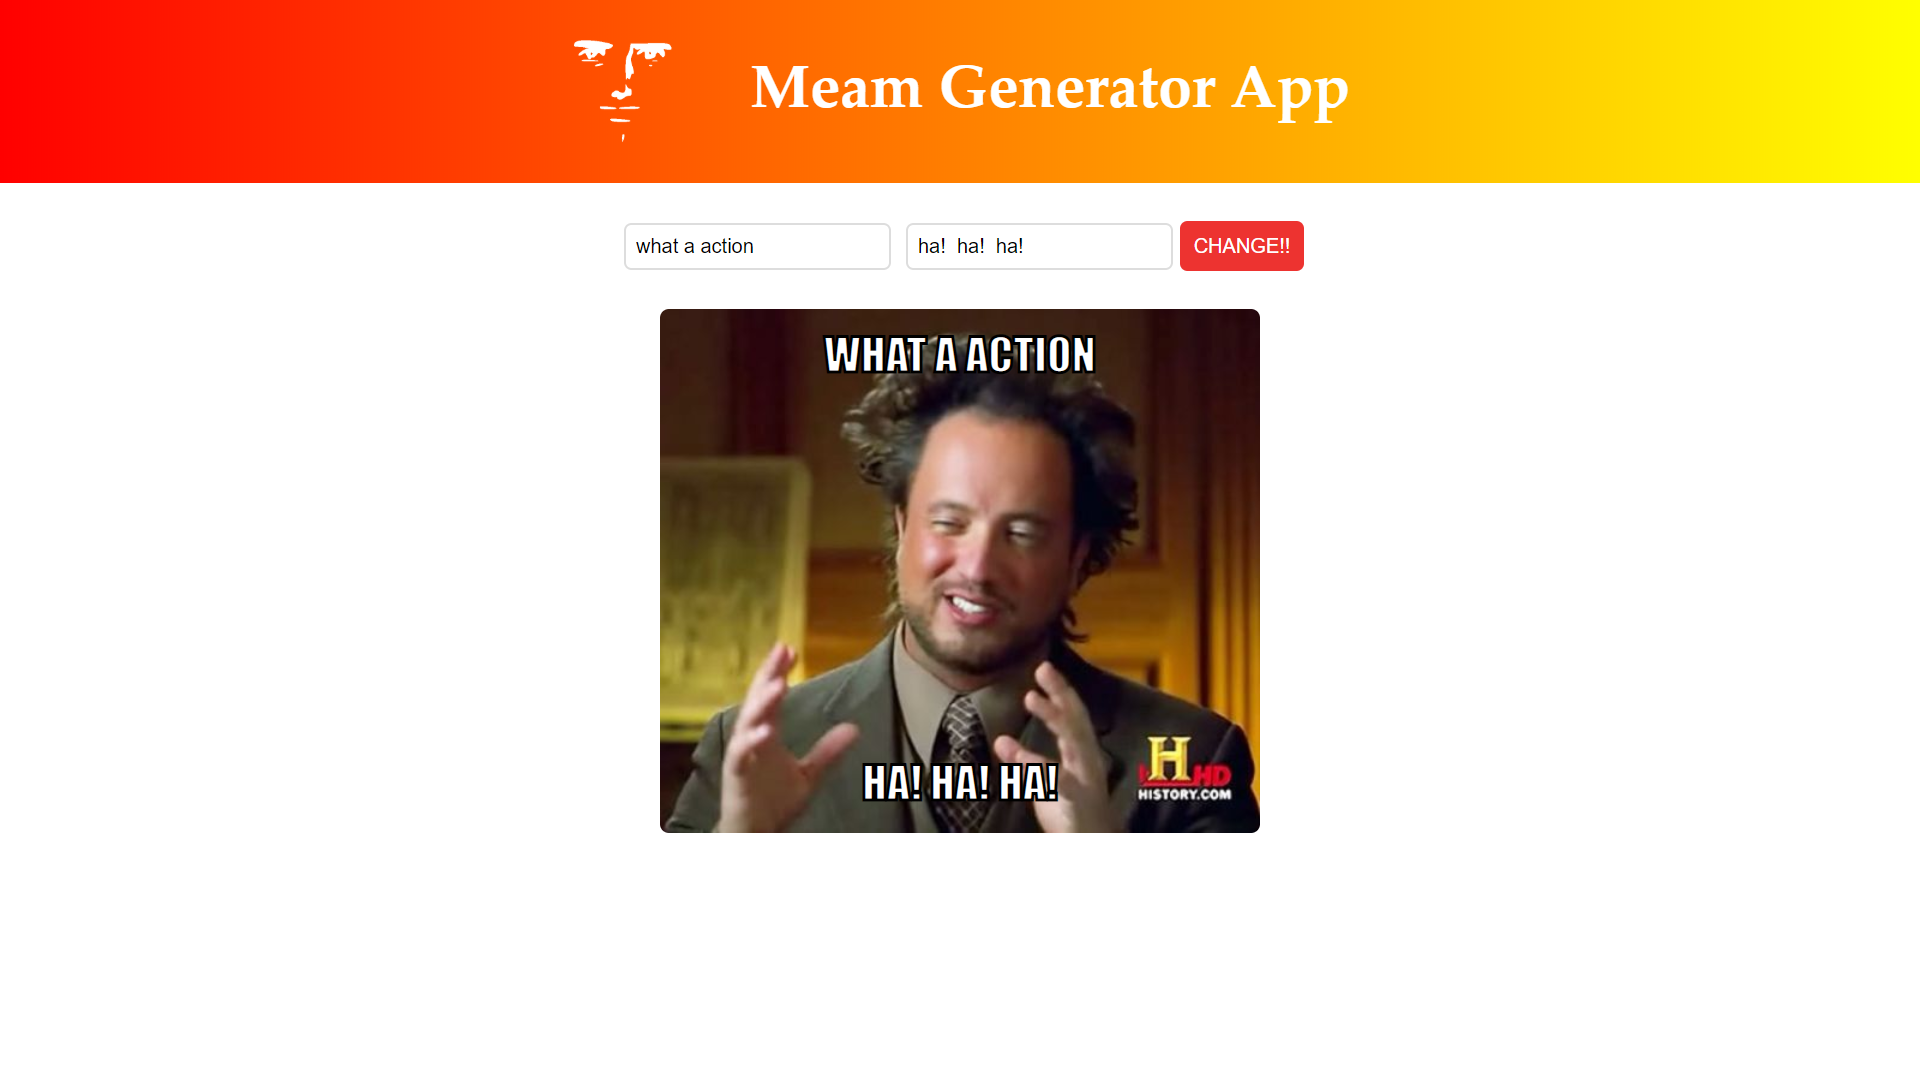 Meam Generator App
what a action
ha!  ha!  ha!
CHANGE!!
WHAT A ACTION
HA! HA! HA!
H HD
HISTORY.COM